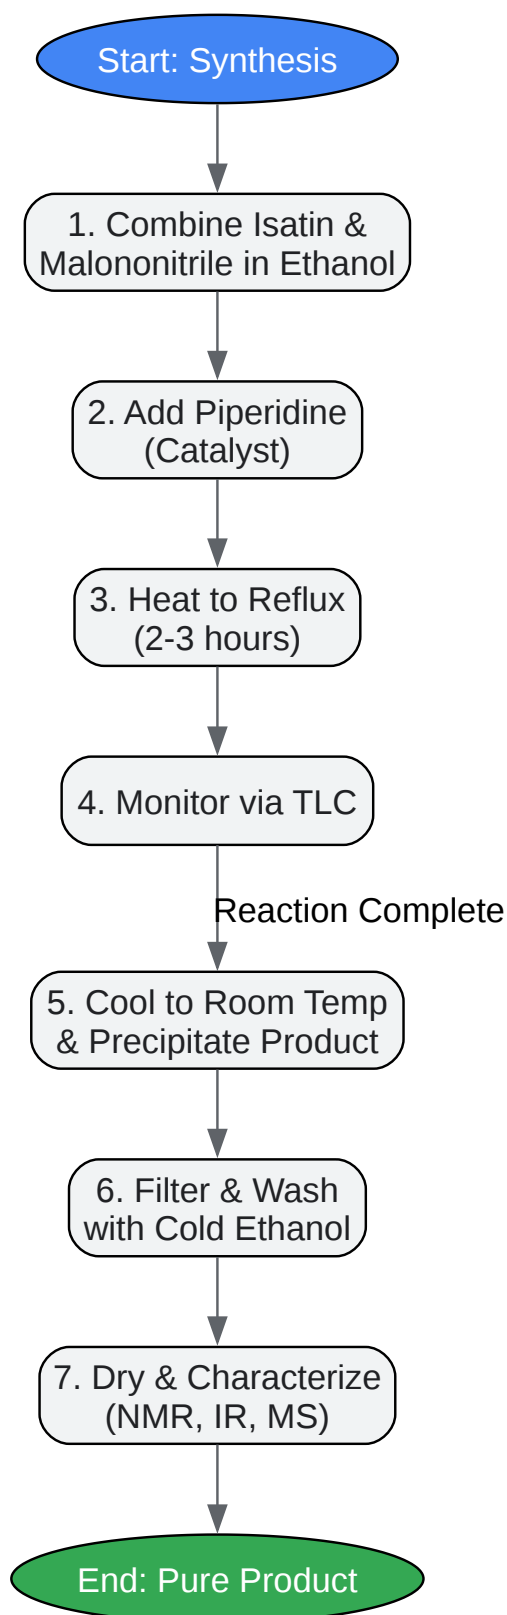 Start: Synthesis
1. Combine Isatin &
Malononitrile in Ethanol
2. Add Piperidine
(Catalyst)
3. Heat to Reflux
(2-3 hours)
4. Monitor via TLC
Reaction Complete
5. Cool to Room Temp
& Precipitate Product
6. Filter & Wash
with Cold Ethanol
7. Dry & Characterize
(NMR, IR, MS)
End: Pure Product